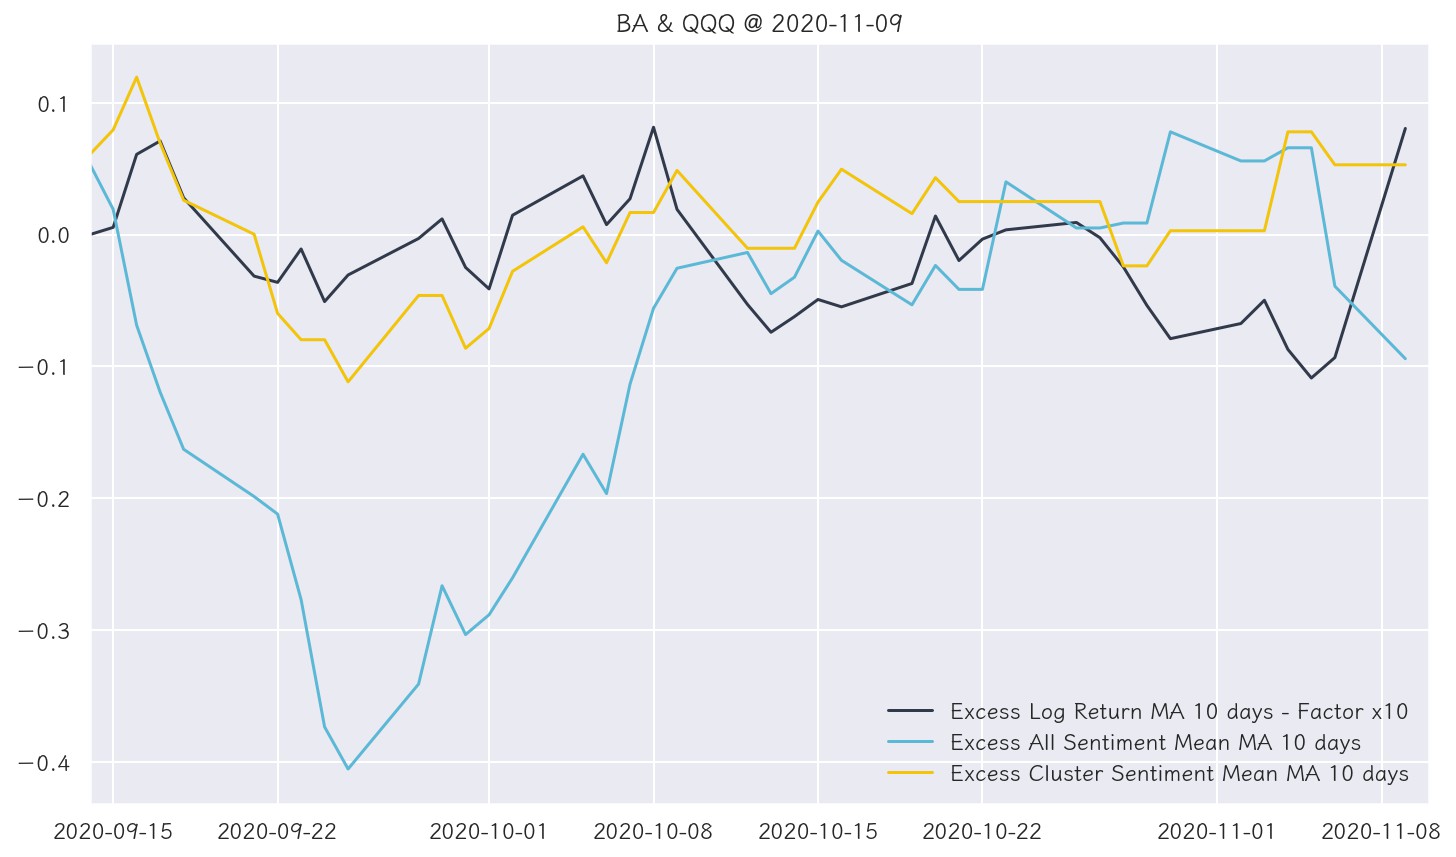 BA & QQQ @ 2020-11-09
0.1
0.0
−0.1
−0.2
−0.3
−0.4
Excess Log Return MA 10 days - Factor x10
Excess All Sentiment Mean MA 10 days
Excess Cluster Sentiment Mean MA 10 days
2020-09-15 2020-09-22 2020-10-01 2020-10-08 2020-10-15 2020-10-22 2020-11-01 2020-11-08